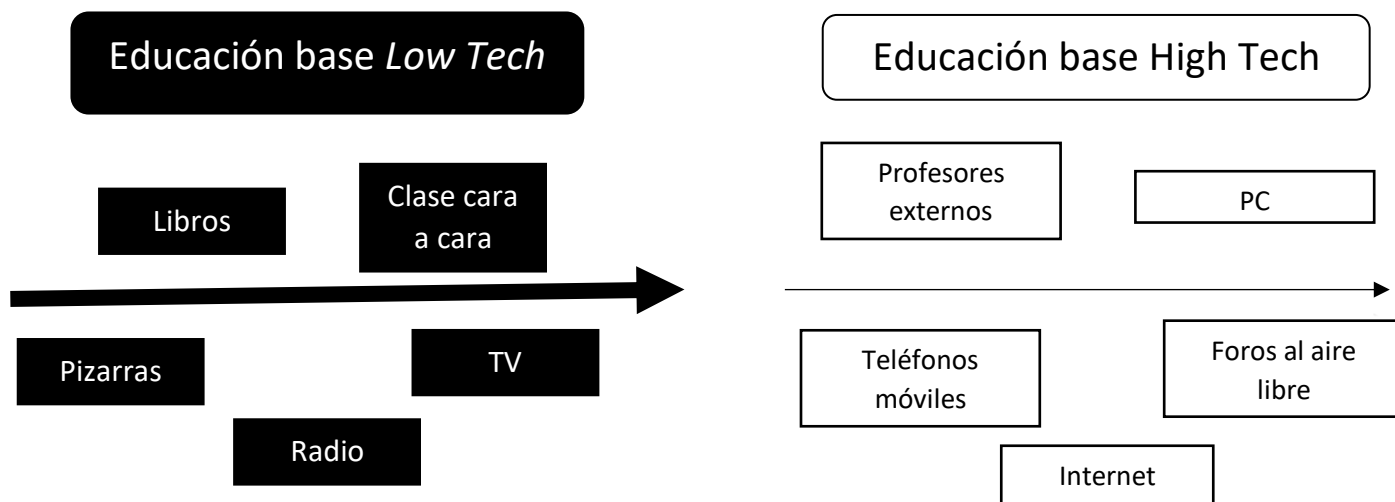 Educación base Low Tech
Libros
Clase cara
a cara
Pizarras
TV
Radio
Educación base High Tech
Profesores
externos
PC
Teléfonos
móviles
Foros al aire
libre
Internet